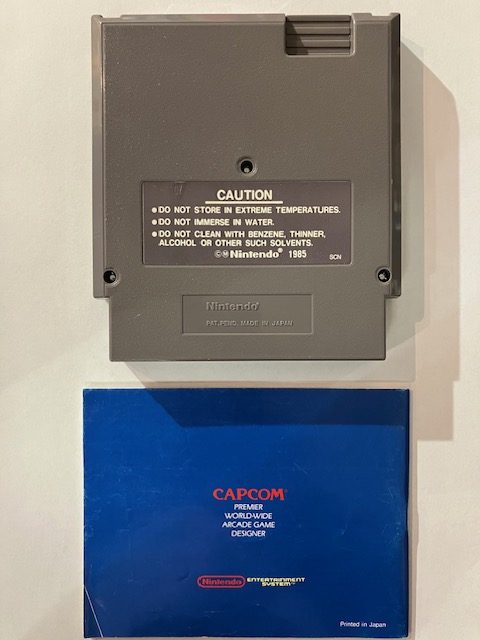 CAUTION
● DO NOT STORE IN EXTREME TEMPERATURES.
● DO NOT IMMERSE IN WATER.
● DO NOT CLEAN WITH BENZENE, THINNER,
ALCOHOL OR OTHER SUCH SOLVENTS.
©Ⓜ Nintendo® 1985
SCN
Nintendo®
PAT. PEND. MADE IN JAPAN
CAPCOM®
PREMIER
WORLD-WIDE
ARCADE GAME
DESIGNER
Nintendo ENTERTAINMENT
SYSTEM™
Printed in Japan